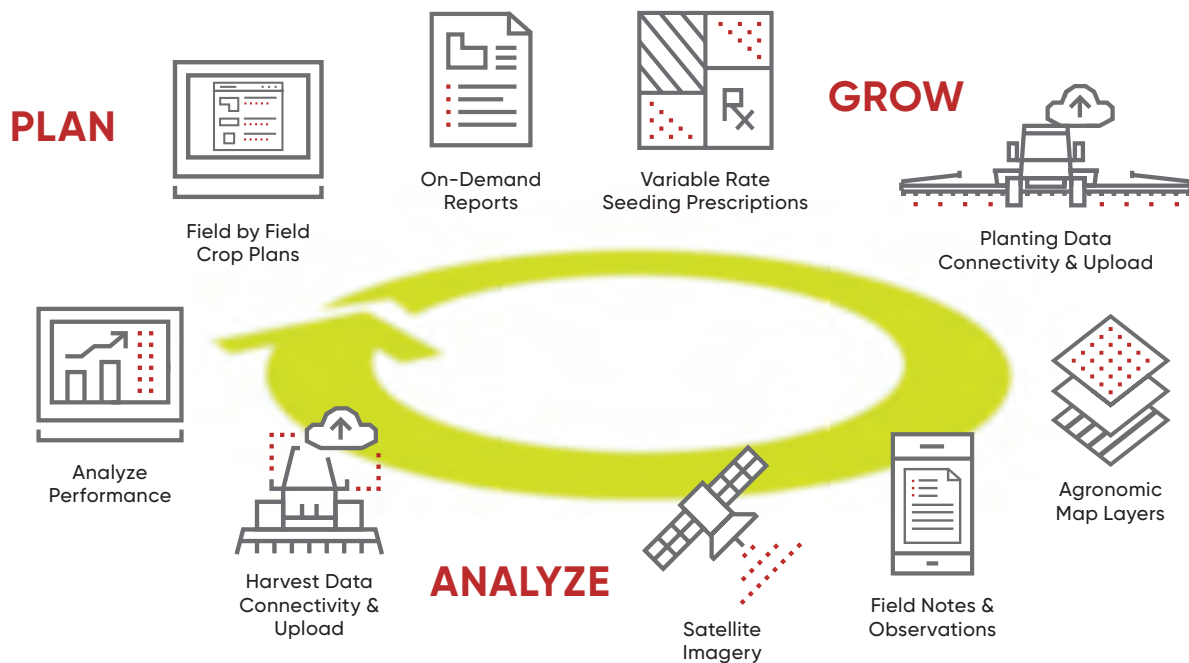 PLAN
Field by Field
Crop Plans
On-Demand
Reports
Variable Rate
Seeding Prescriptions
Rx
GROW
Planting Data
Connectivity & Upload
Agronomic
Map Layers
Field Notes &
Observations
Satellite
Imagery
ANALYZE
Harvest Data
Connectivity &
Upload
Analyze
Performance